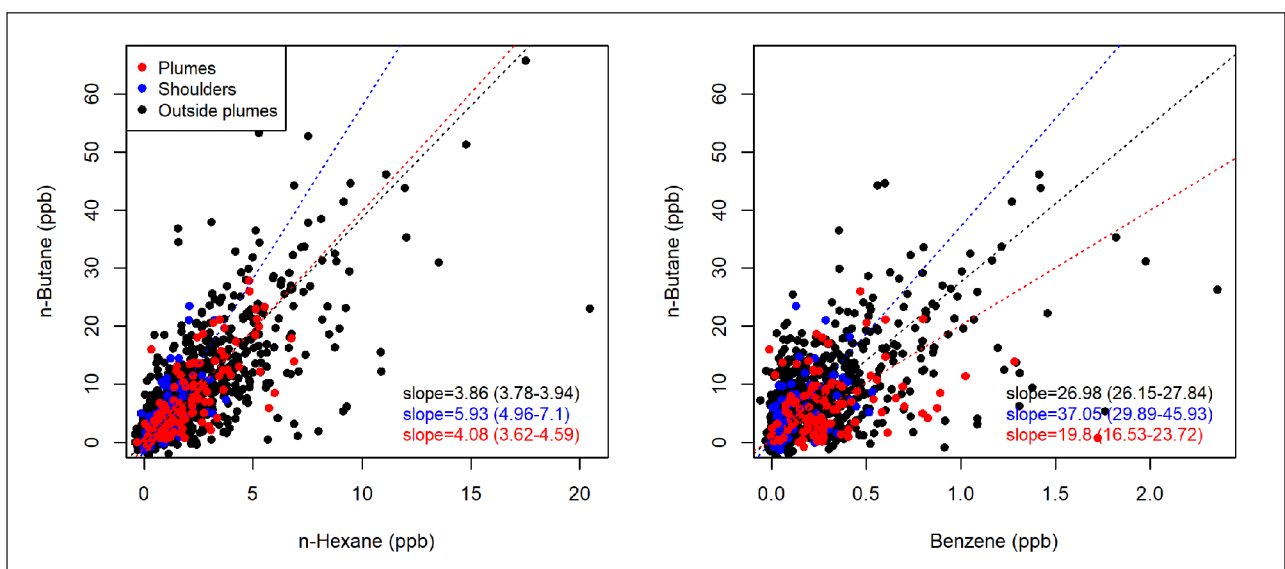 Plumes
Shoulders
Outside plumes
n-Butane (ppb)
60
50
40
30
20
10
0
slope=3.86 (3.78-3.94)
slope=5.93 (4.96-7.1)
slope=4.08 (3.62-4.59)
0 5 10 15 20
n-Hexane (ppb)
n-Butane (ppb)
60
50
40
30
20
10
0
slope=26.98 (26.15-27.84)
slope=37.05 (29.89-45.93)
slope=19.8 (16.53-23.72)
0.0 0.5 1.0 1.5 2.0
Benzene (ppb)